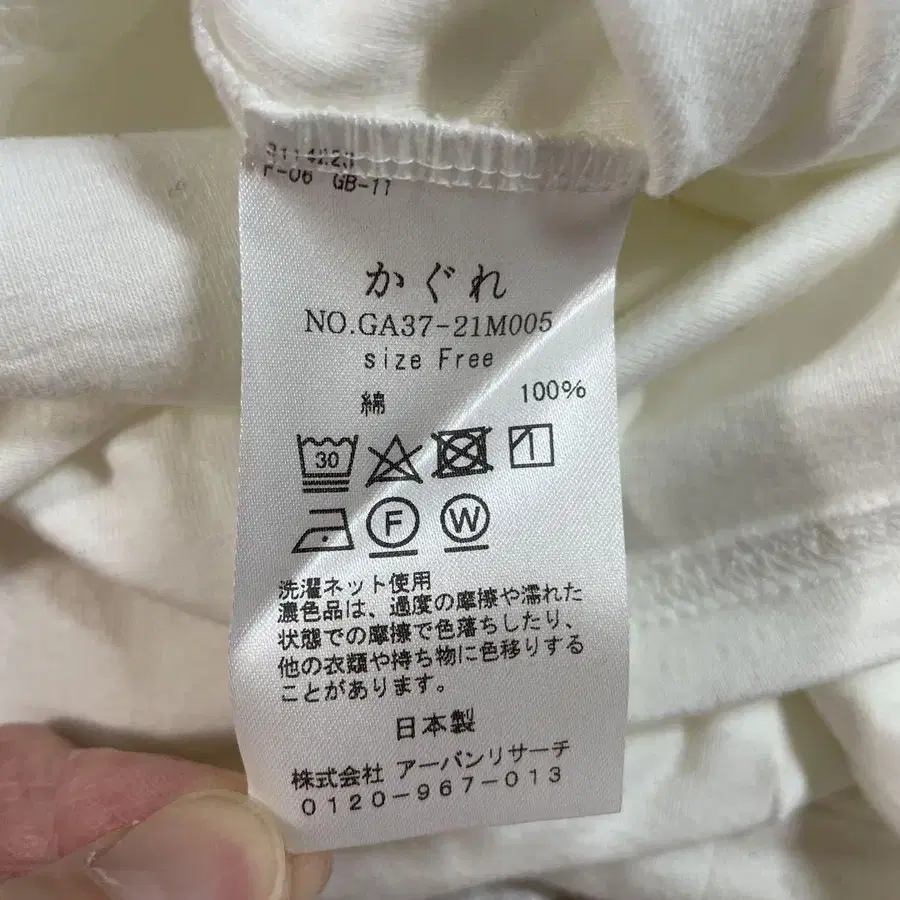 3114223
F-06 GB-11
かぐれ
NO.GA37-21M005
size Free
綿 100%
30
F W
洗濯ネット使用
濃色品は、過度の摩擦や濡れた
状態での摩擦で色落ちしたり、
他の衣類や持ち物に色移りする
ことがあります。
日本製
株式会社 アーバンリサーチ
0120-967-013